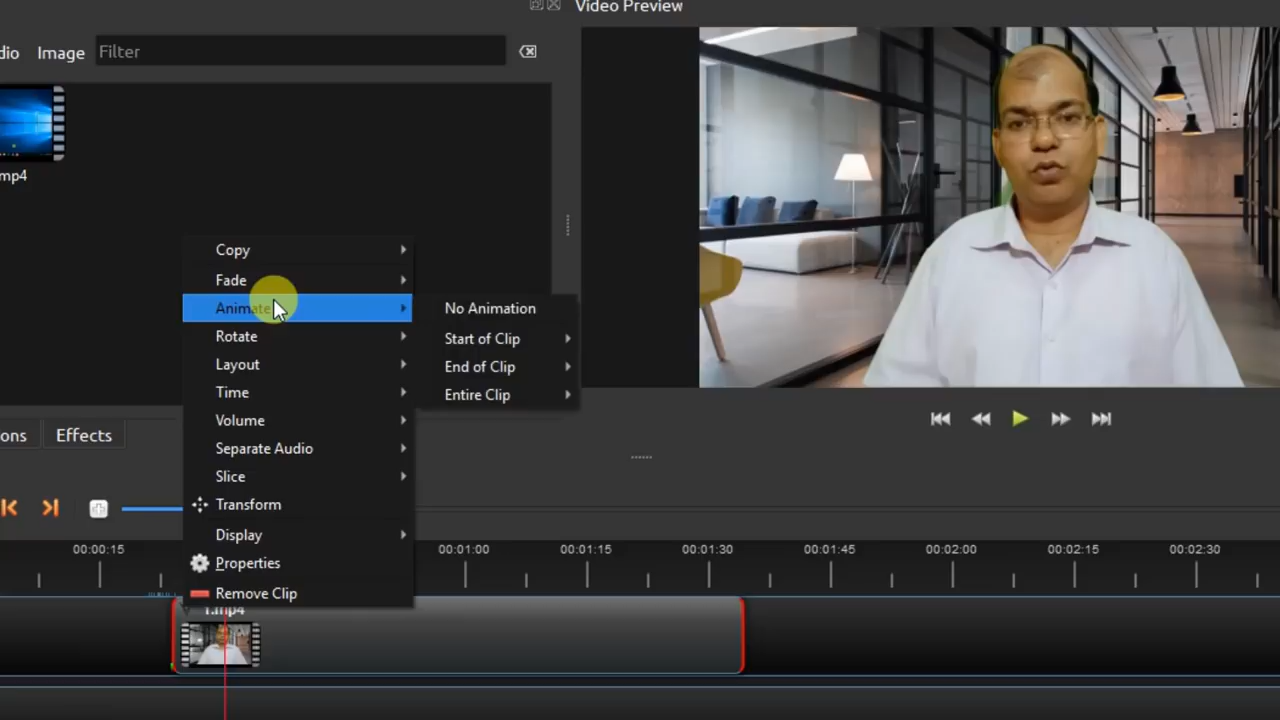 Video Preview
dio
Image
Filter
mp4
Copy
Fade
Animate
No Animation
Rotate
Start of Clip
Layout
End of Clip
Time
Entire Clip
Volume
ons
Effects
Separate Audio
Slice
Transform
Display
00:00:15
00:01:00
00:01:15
00:01:30
00:01:45
00:02:00
00:02:15
00:02:30
Properties
Remove Clip
1.mp4